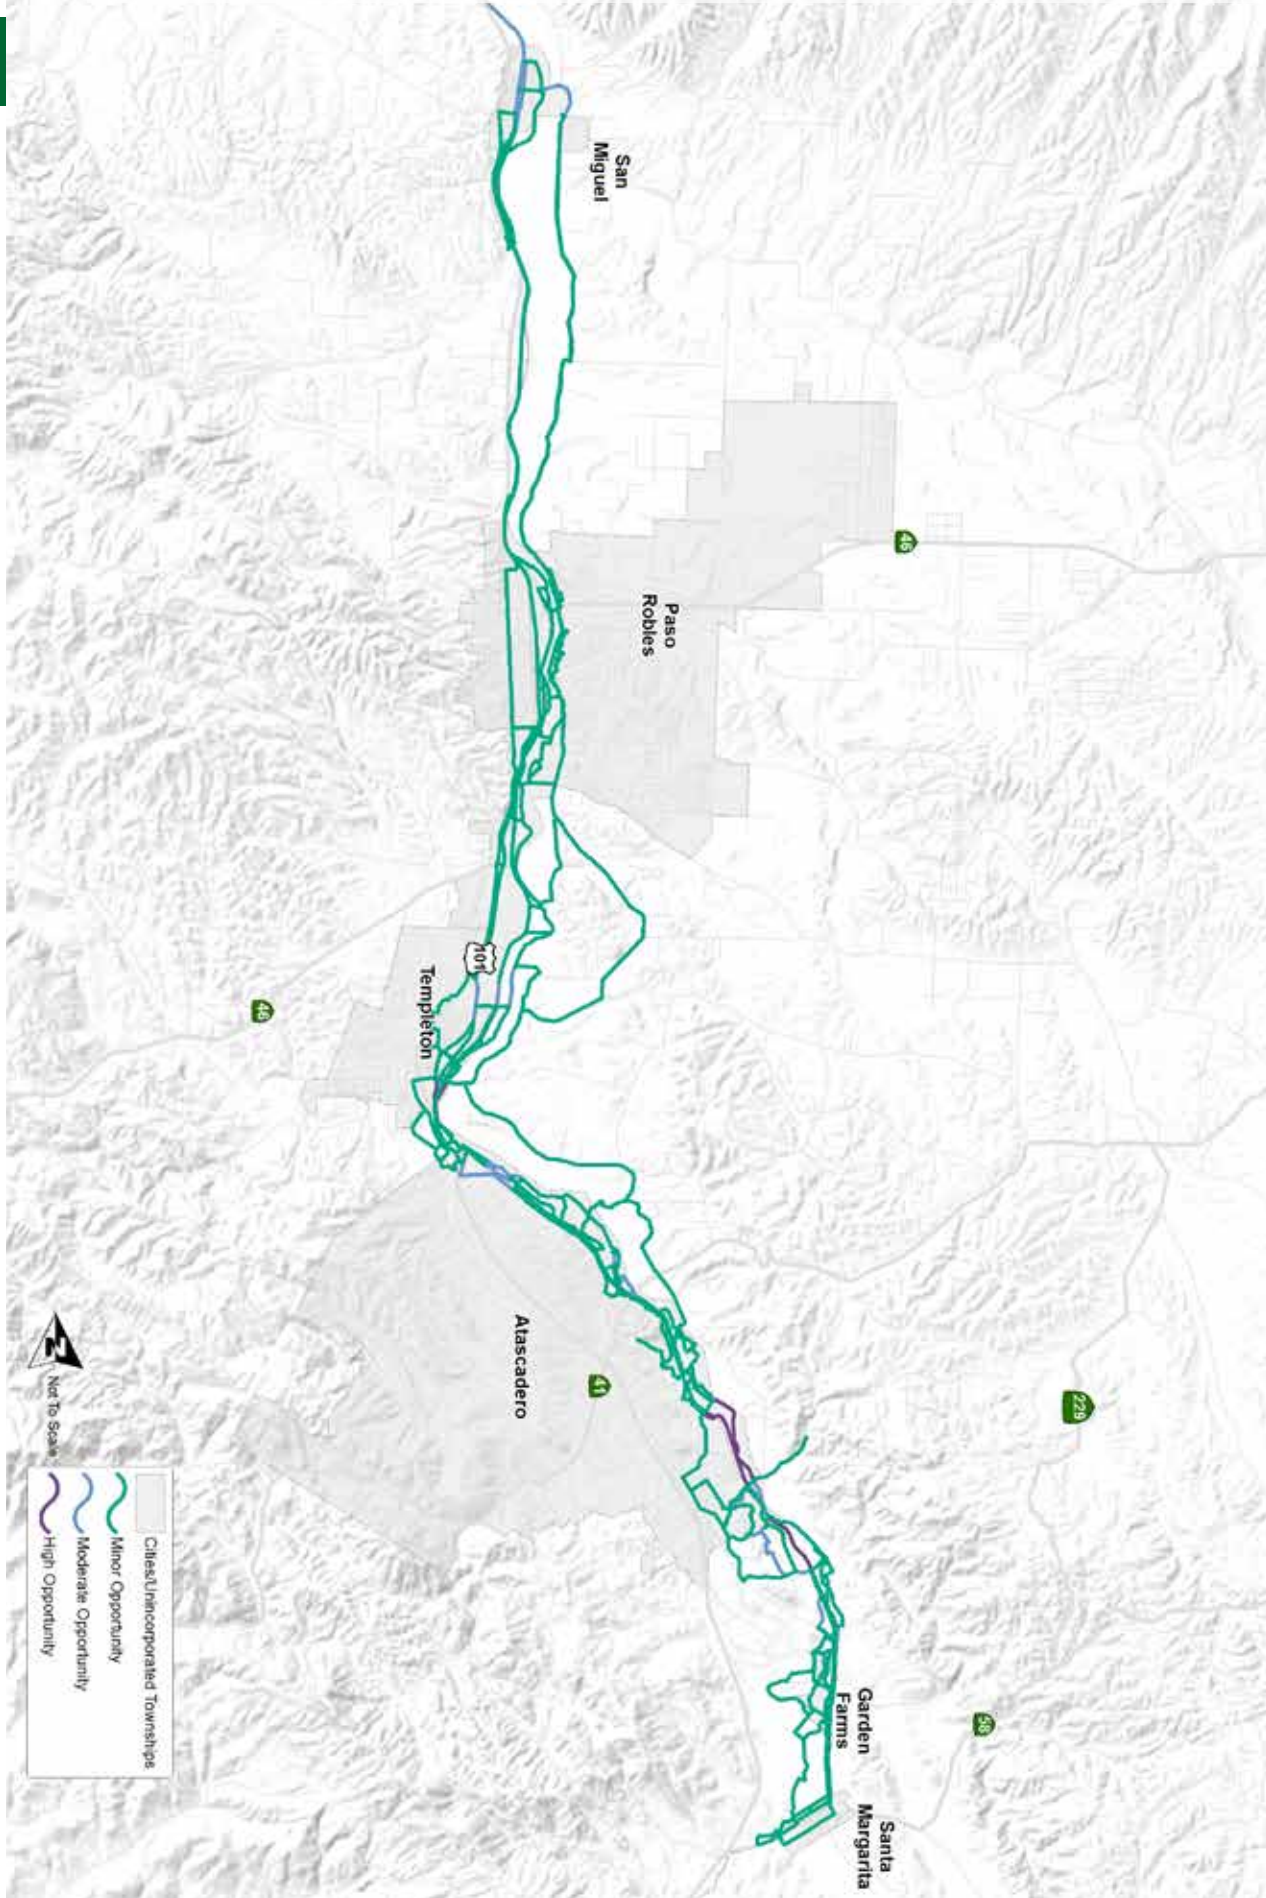 San
Miguel
46
Paso
Robles
101
Templeton
46
Atascadero
41
229
Garden
Farms
58
Santa
Margarita
N
Not To Scale
Cities/Unincorporated Townships
Minor Opportunity
Moderate Opportunity
High Opportunity